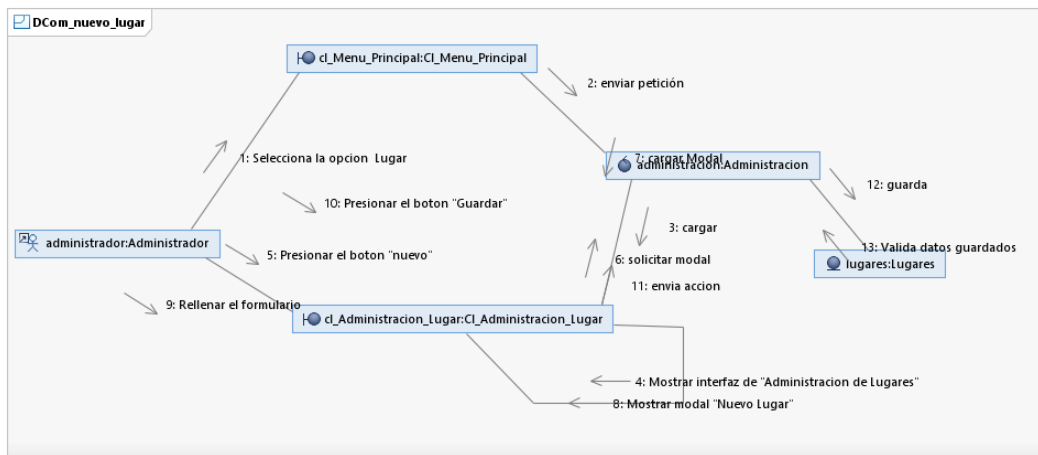 DCom_nuevo_lugar
cl_Menu_Principal:Cl_Menu_Principal
2: enviar petición
1: Selecciona la opcion Lugar
7: cargar Modal
administracion:Administracion
12: guarda
10: Presionar el boton "Guardar"
3: cargar
administrador:Administrador
5: Presionar el boton "nuevo"
13: Valida datos guardados
6: solicitar modal
lugares:Lugares
11: envia accion
9: Rellenar el formulario
cl_Administracion_Lugar:Cl_Administracion_Lugar
4: Mostrar interfaz de "Administracion de Lugares"
8: Mostrar modal "Nuevo Lugar"